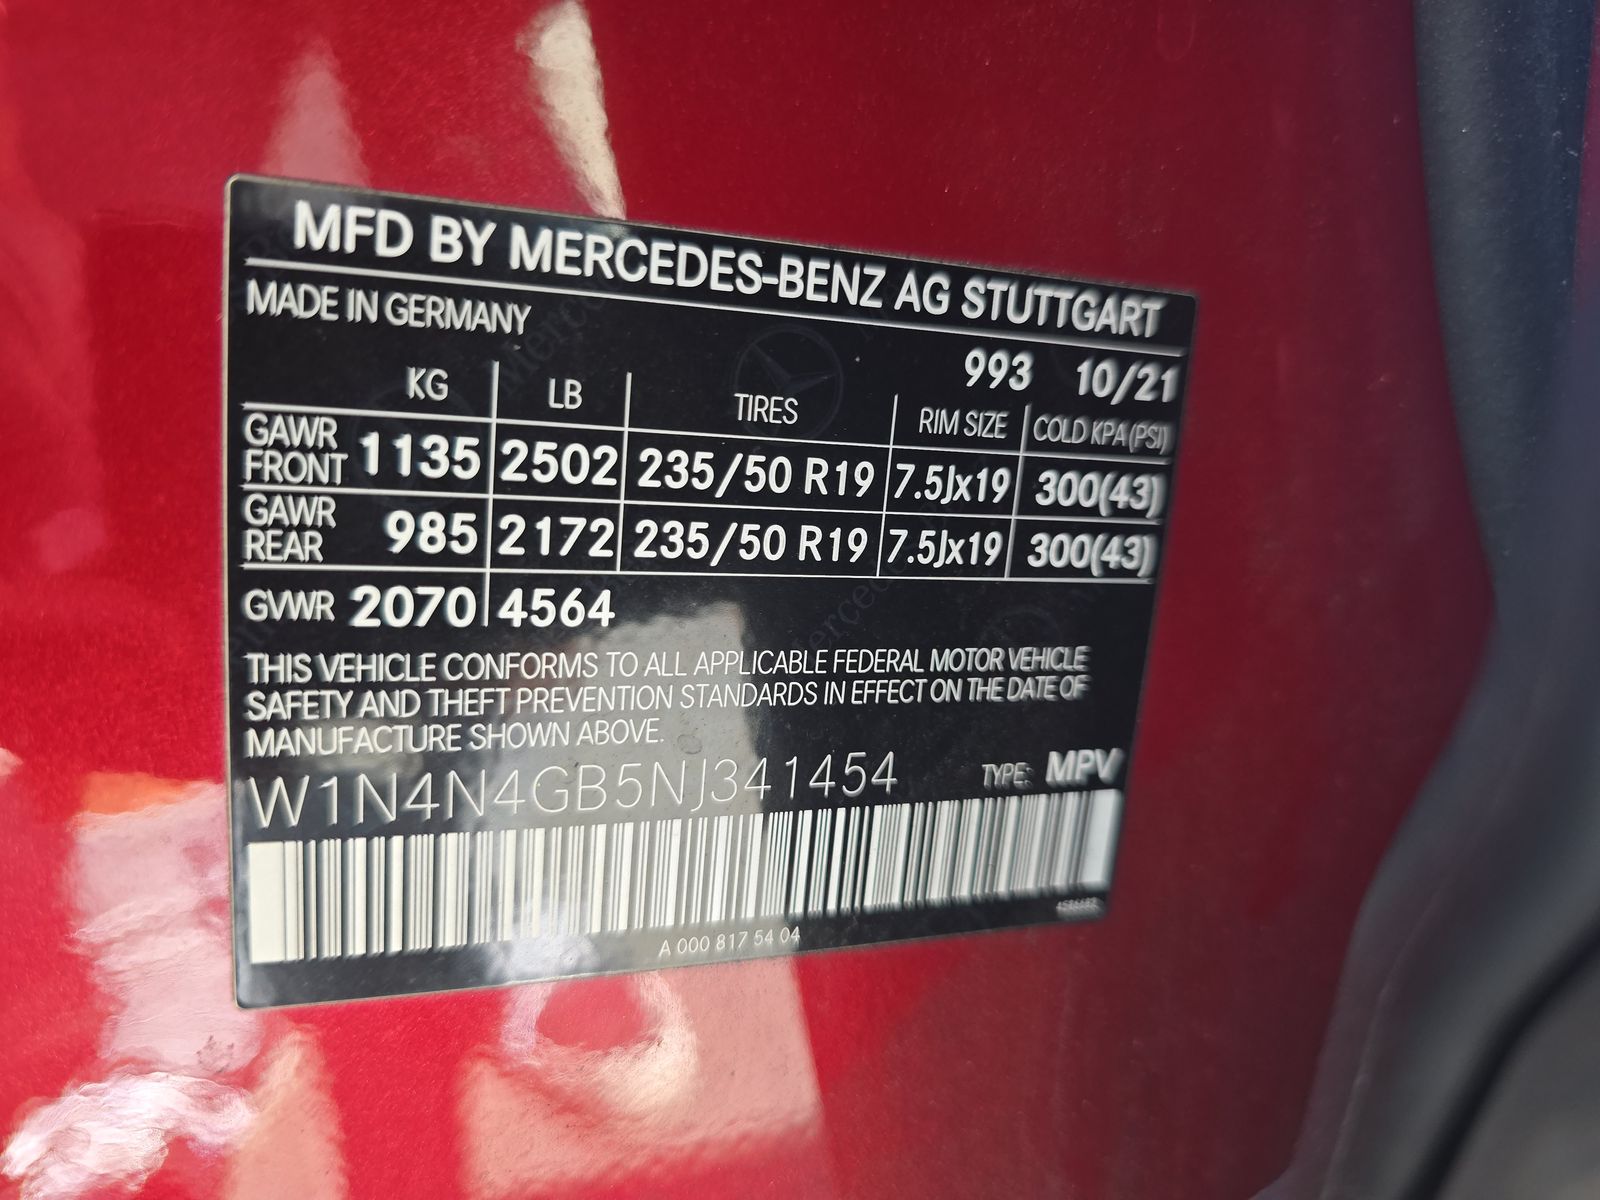 MFD BY MERCEDES-BENZ AG STUTTGART
MADE IN GERMANY
993 10/21
KG LB TIRES RIM SIZE COLD KPA (PSI)
GAWR FRONT 1135 2502 235/50 R19 7.5Jx19 300(43)
GAWR REAR 985 2172 235/50 R19 7.5Jx19 300(43)
GVWR 2070 4564
THIS VEHICLE CONFORMS TO ALL APPLICABLE FEDERAL MOTOR VEHICLE
SAFETY AND THEFT PREVENTION STANDARDS IN EFFECT ON THE DATE OF
MANUFACTURE SHOWN ABOVE.
W1N4N4GB5NJ341454 TYPE: MPV
A 000 817 54 04